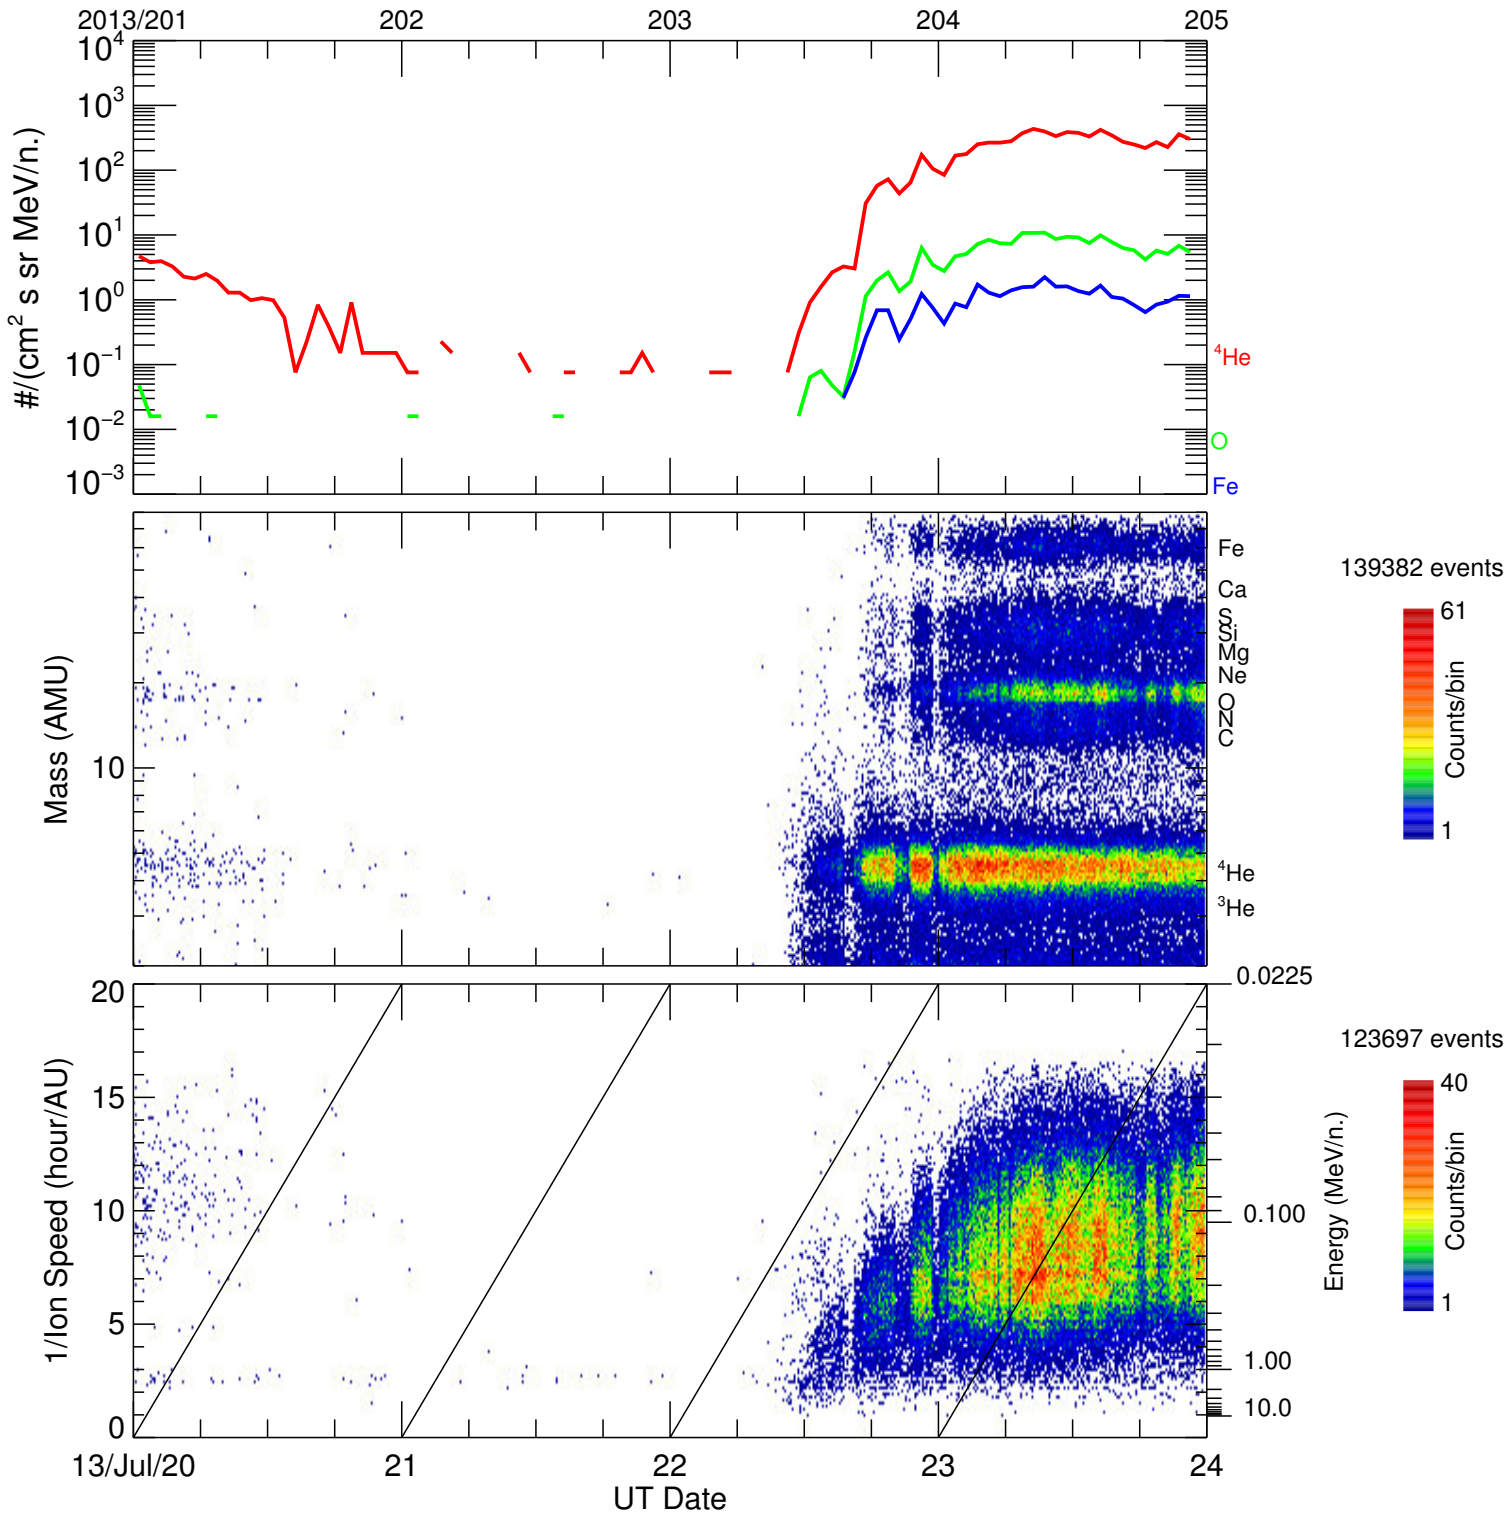 2013/201 202 203 204 205
10^4
10^3
10^2
10^1
10^0
10^−1
10^−2
10^−3
#/(cm^2 s sr MeV/n.)
^4He
O
Fe
Mass (AMU)
10
Fe
Ca
S
Si
Mg
Ne
O
N
C
^4He
^3He
139382 events
61
Counts/bin
1
1/Ion Speed (hour/AU)
20
15
10
5
0
0.0225
0.100
1.00
10.0
Energy (MeV/n.)
123697 events
40
Counts/bin
1
13/Jul/20 21 22 23 24
UT Date